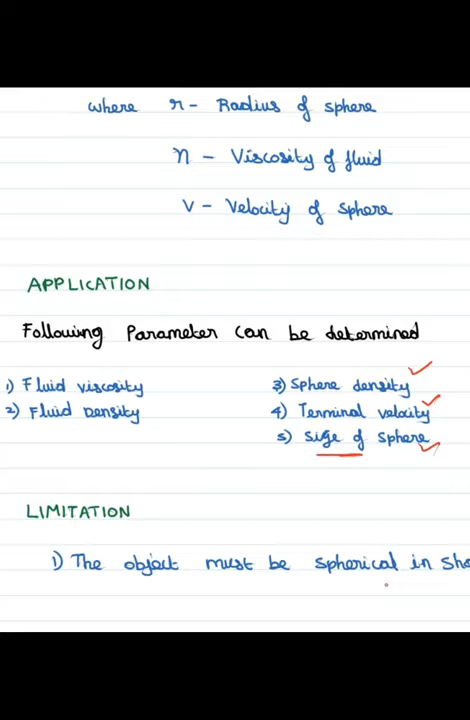 where r - Radius of sphere
η - Viscosity of fluid
v - Velocity of sphere
APPLICATION
Following Parameter can be determined
1) Fluid viscosity
2) Fluid Density
3) Sphere density
4) Terminal velocity
5) Size of sphere
LIMITATION
1) The object must be spherical in sha